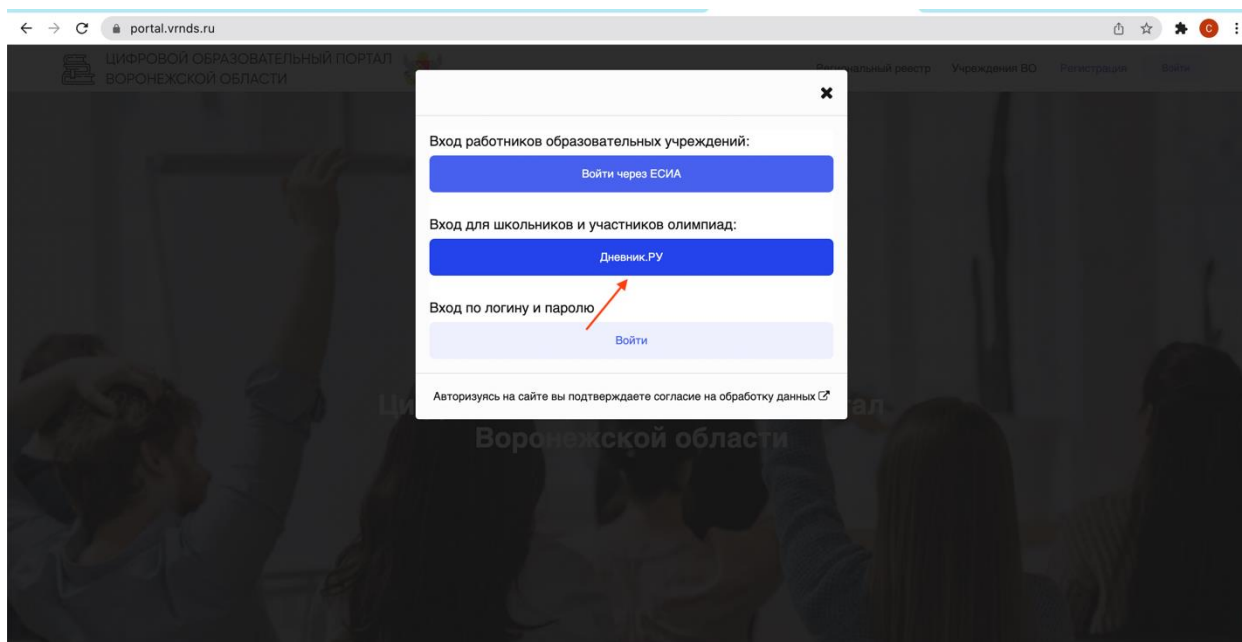 portal.vrnds.ru
C
ЦИФРОВОЙ ОБРАЗОВАТЕЛЬНЫЙ ПОРТАЛ
ВОРОНЕЖСКОЙ ОБЛАСТИ
реестр Учреждения ВО Регистрация Войти
Вход работников образовательных учреждений:
Войти через ЕСИА
Вход для школьников и участников олимпиад:
Дневник.РУ
Вход по логину и паролю
Войти
Авторизуясь на сайте вы подтверждаете согласие на обработку данных
Воронежской области